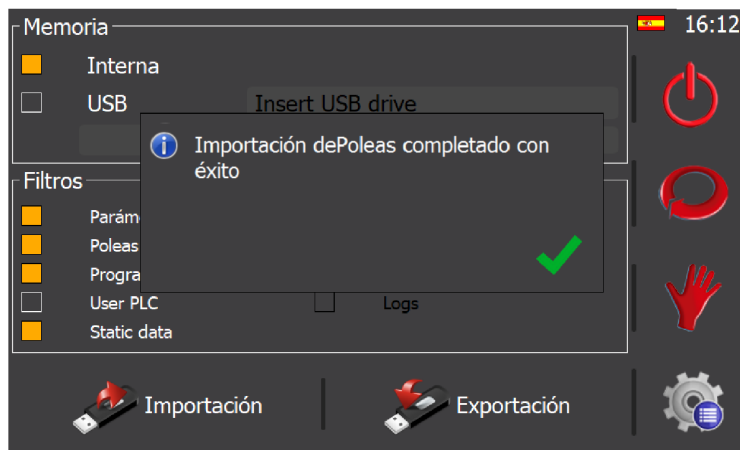 Memoria
16:12
Interna
USB
Insert USB drive
Importación dePoleas completado con
éxito
Filtros
Poleas
User PLC
Logs
Static data
Importación
Exportación